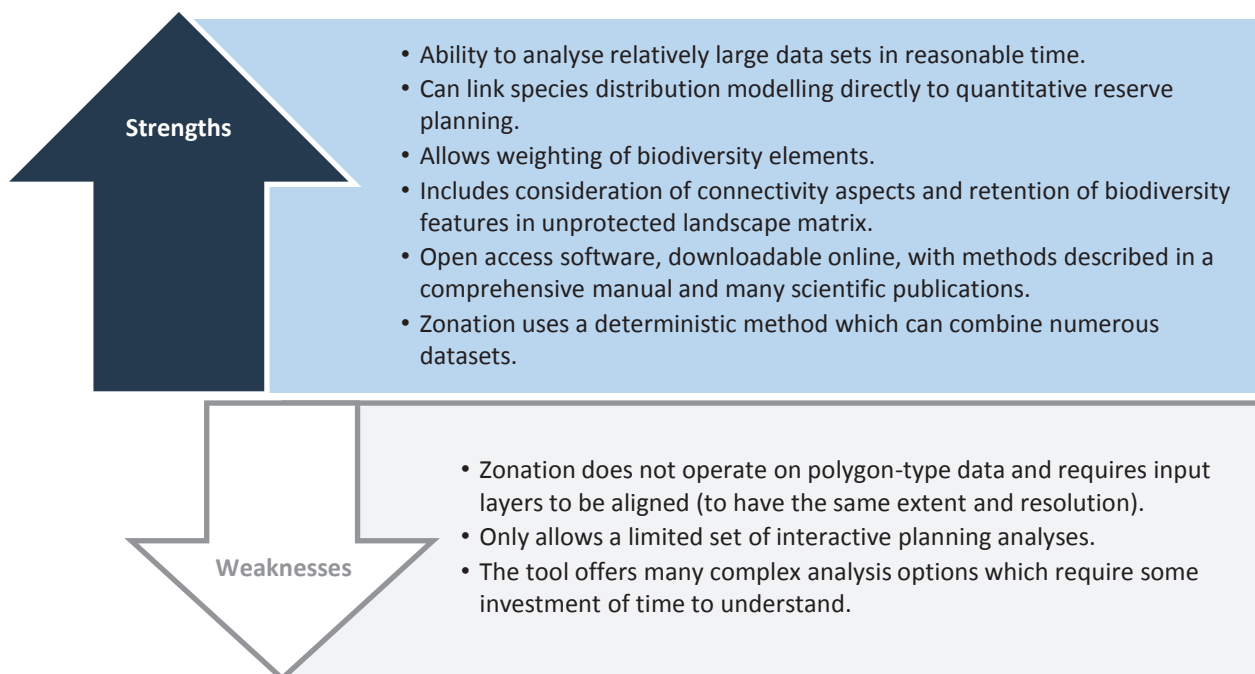 Strengths
• Ability to analyse relatively large data sets in reasonable time.
• Can link species distribution modelling directly to quantitative reserve
planning.
• Allows weighting of biodiversity elements.
• Includes consideration of connectivity aspects and retention of biodiversity
features in unprotected landscape matrix.
• Open access software, downloadable online, with methods described in a
comprehensive manual and many scientific publications.
• Zonation uses a deterministic method which can combine numerous
datasets.
Weaknesses
• Zonation does not operate on polygon-type data and requires input
layers to be aligned (to have the same extent and resolution).
• Only allows a limited set of interactive planning analyses.
• The tool offers many complex analysis options which require some
investment of time to understand.